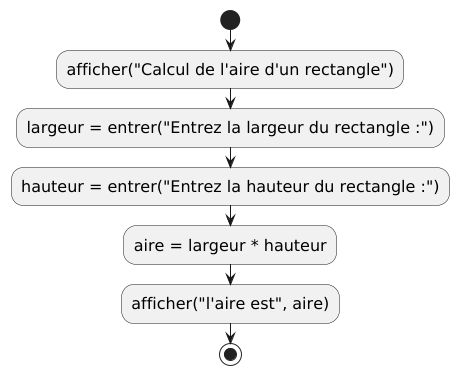 afficher("Calcul de l'aire d'un rectangle")
largeur = entrer("Entrez la largeur du rectangle :")
hauteur = entrer("Entrez la hauteur du rectangle :")
aire = largeur * hauteur
afficher("l'aire est", aire)